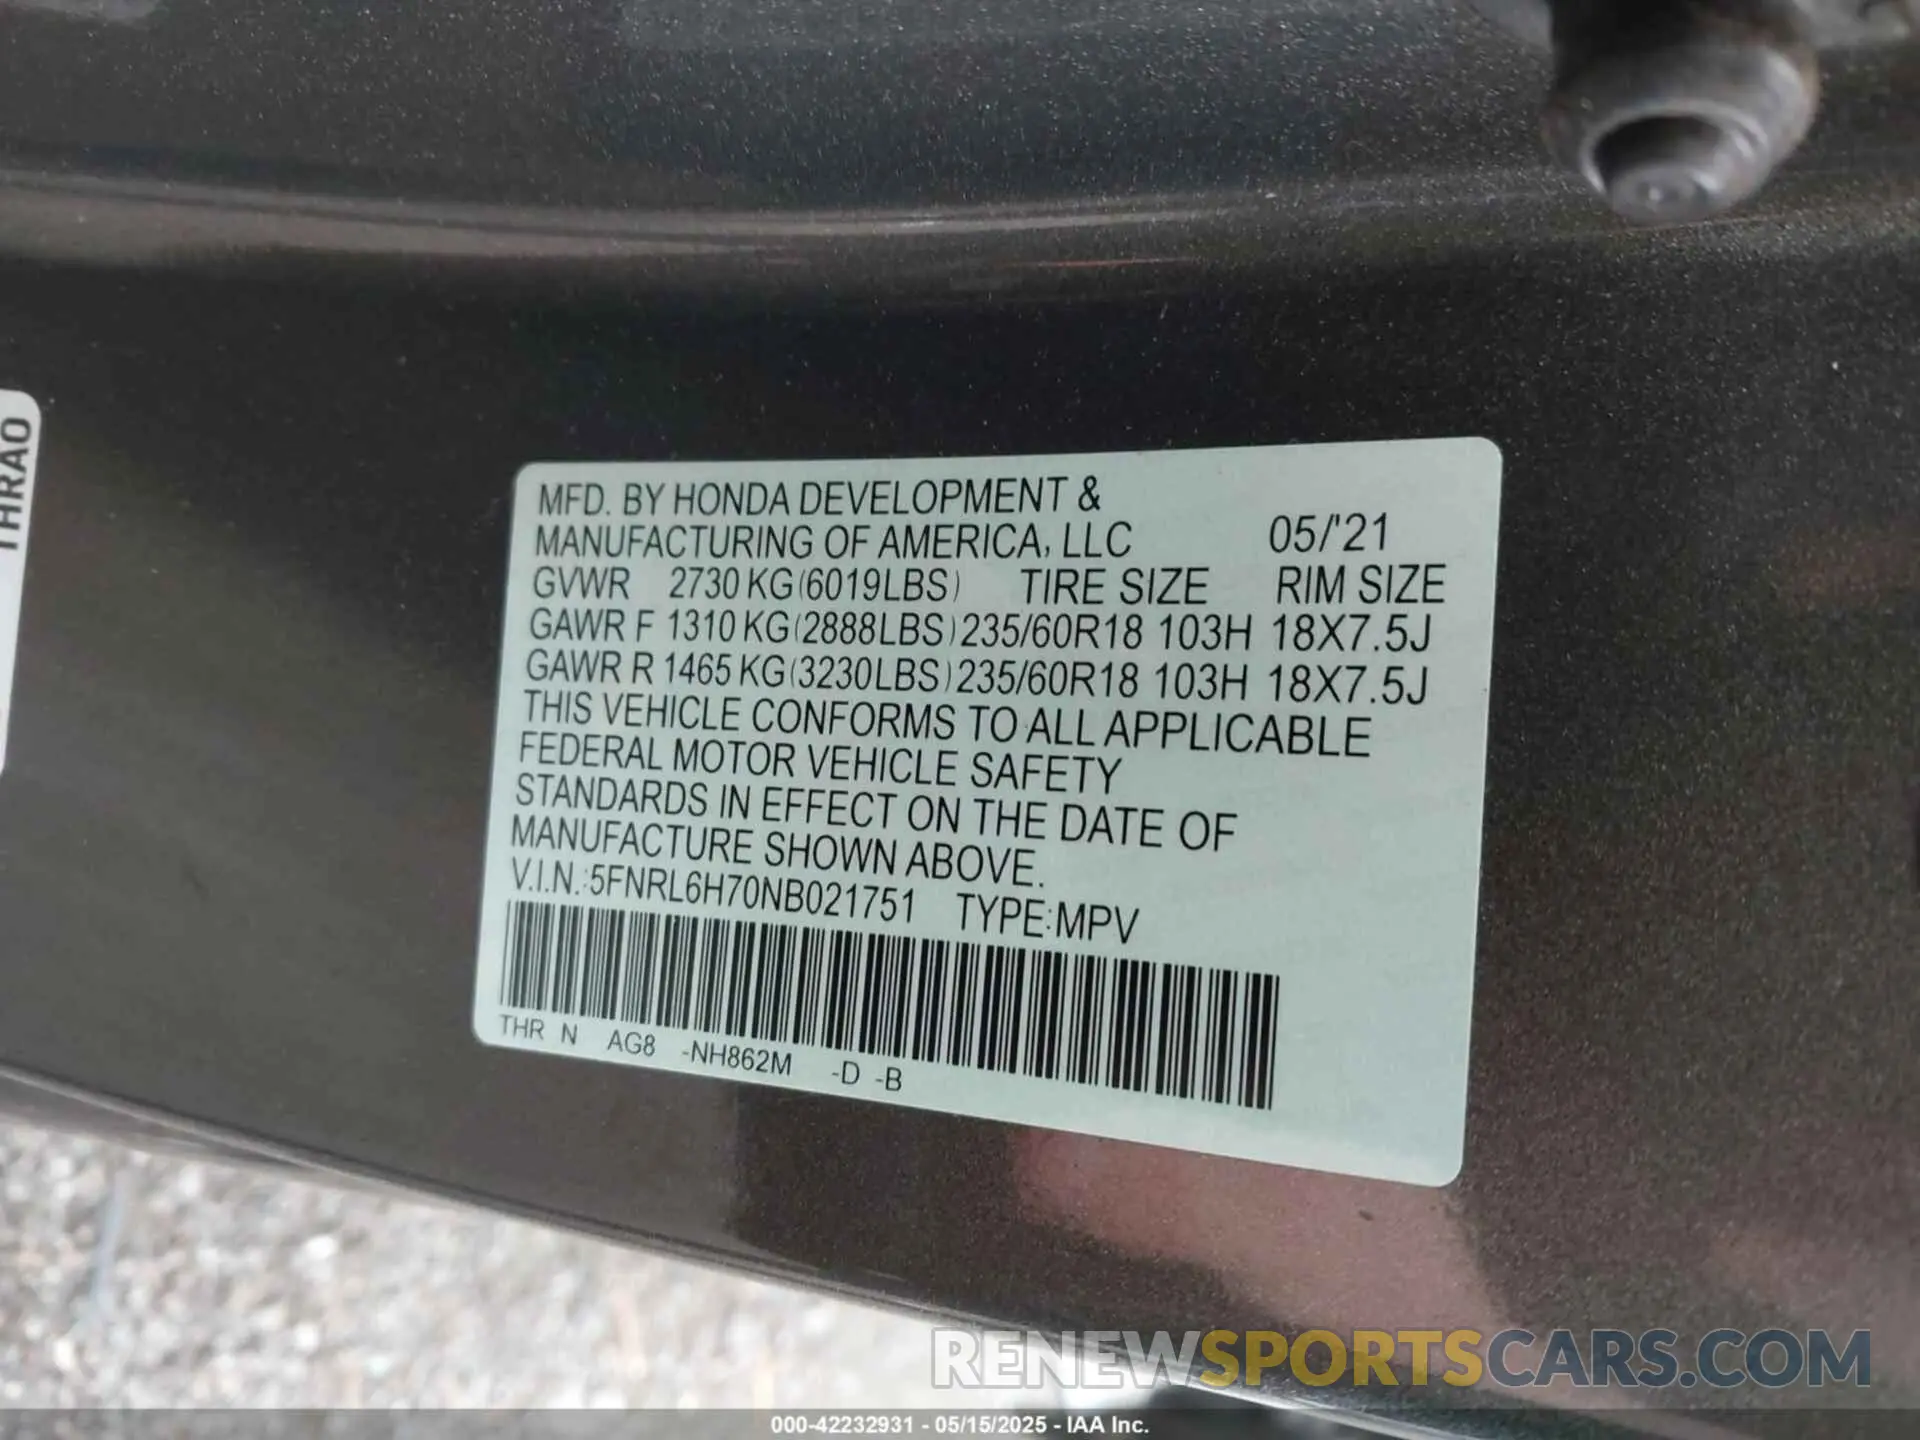 THRAO
MFD. BY HONDA DEVELOPMENT &
MANUFACTURING OF AMERICA, LLC 05/'21
GVWR 2730 KG(6019LBS) TIRE SIZE RIM SIZE
GAWR F 1310 KG(2888LBS) 235/60R18 103H 18X7.5J
GAWR R 1465 KG(3230LBS) 235/60R18 103H 18X7.5J
THIS VEHICLE CONFORMS TO ALL APPLICABLE
FEDERAL MOTOR VEHICLE SAFETY
STANDARDS IN EFFECT ON THE DATE OF
MANUFACTURE SHOWN ABOVE.
V.I.N.:5FNRL6H70NB021751 TYPE:MPV
THR N AG8 -NH862M -D -B
RENEWSPORTSCARS.COM
000-42232931 - 05/15/2025 - IAA Inc.